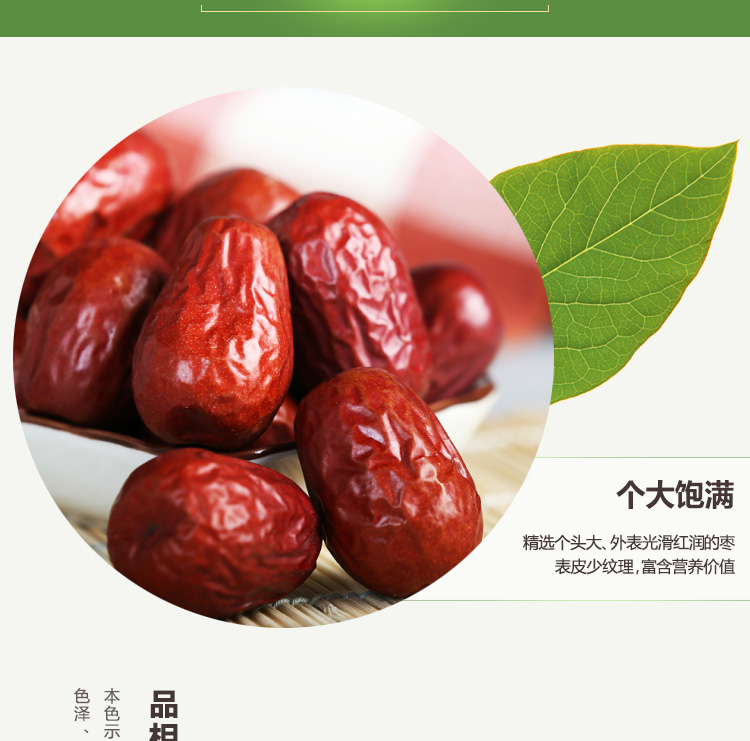 个大饱满
精选个头大、外表光滑红润的枣
表皮少纹理,富含营养价值
品相
本色示
色泽、